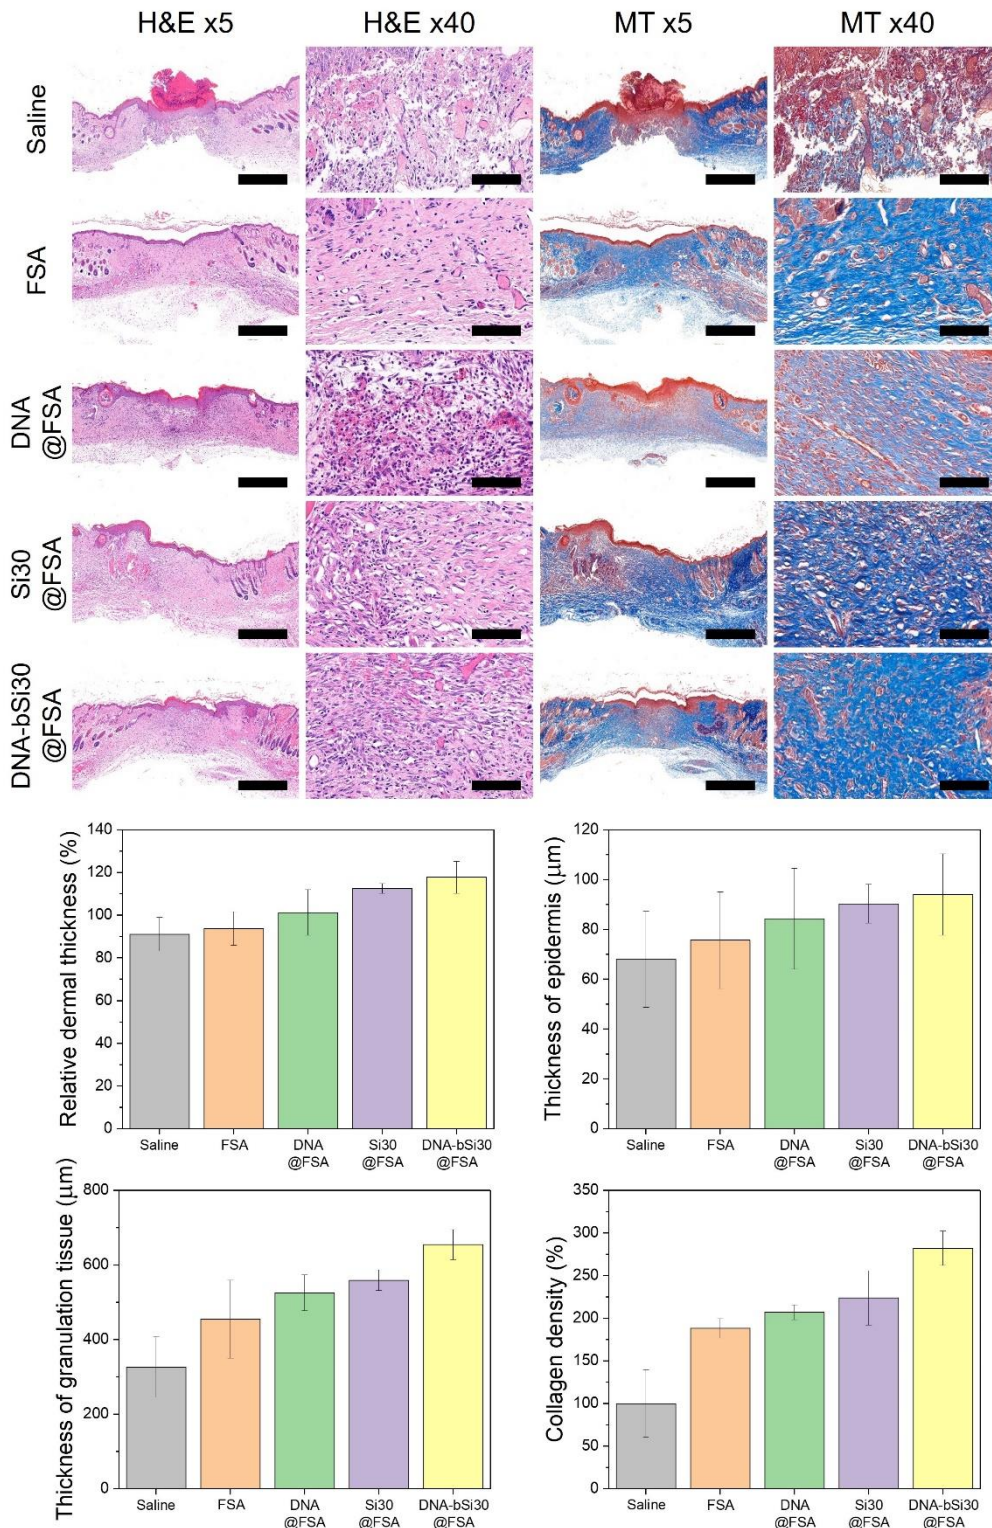 H&E x5 H&E x40 MT x5 MT x40
Saline
FSA
DNA
@FSA
Si30
@FSA
DNA-bSi30
@FSA
Relative dermal thickness (%)
140
120
100
80
60
40
20
0
Saline FSA DNA Si30 DNA-bSi30
@FSA @FSA @FSA
Thickness of epidermis (μm)
120
100
80
60
40
20
0
Saline FSA DNA Si30 DNA-bSi30
@FSA @FSA @FSA
Thickness of granulation tissue (μm)
800
600
400
200
0
Saline FSA DNA Si30 DNA-bSi30
@FSA @FSA @FSA
Collagen density (%)
350
300
250
200
150
100
50
0
Saline FSA DNA Si30 DNA-bSi30
@FSA @FSA @FSA